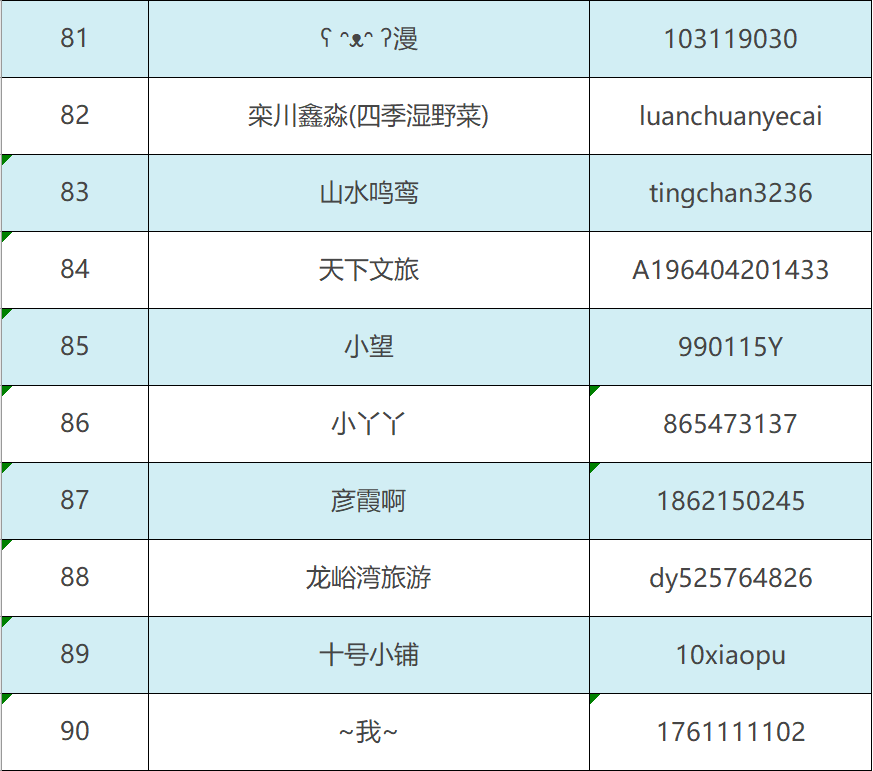 81 ʕ ᵔᴥᵔ ʔ漫 103119030
82 栾川鑫淼(四季湿野菜) luanchuanyecai
83 山水鸣鸾 tingchan3236
84 天下文旅 A196404201433
85 小望 990115Y
86 小丫丫 865473137
87 彦霞啊 1862150245
88 龙峪湾旅游 dy525764826
89 十号小铺 10xiaopu
90 ~我~ 1761111102